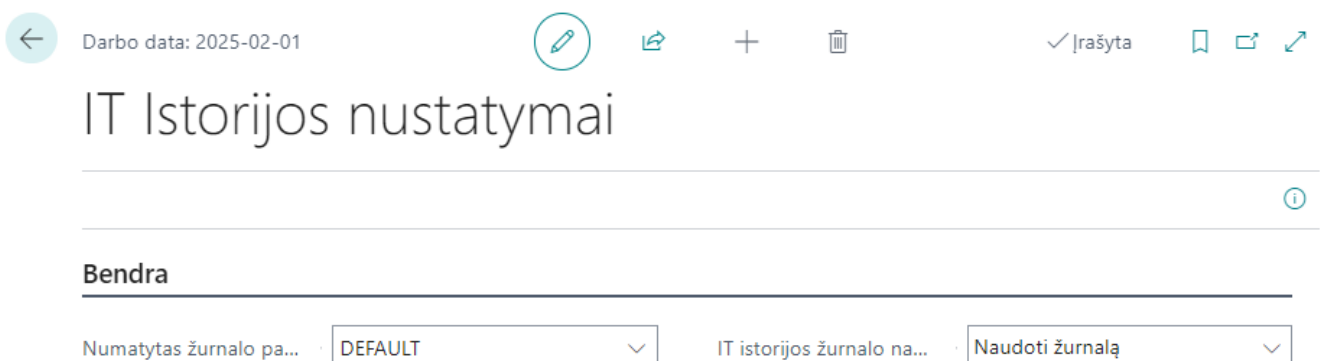 Darbo data: 2025-02-01
Įrašyta
IT Istorijos nustatymai
Bendra
Numatytas žurnalo pa... DEFAULT IT istorijos žurnalo na... Naudoti žurnalą